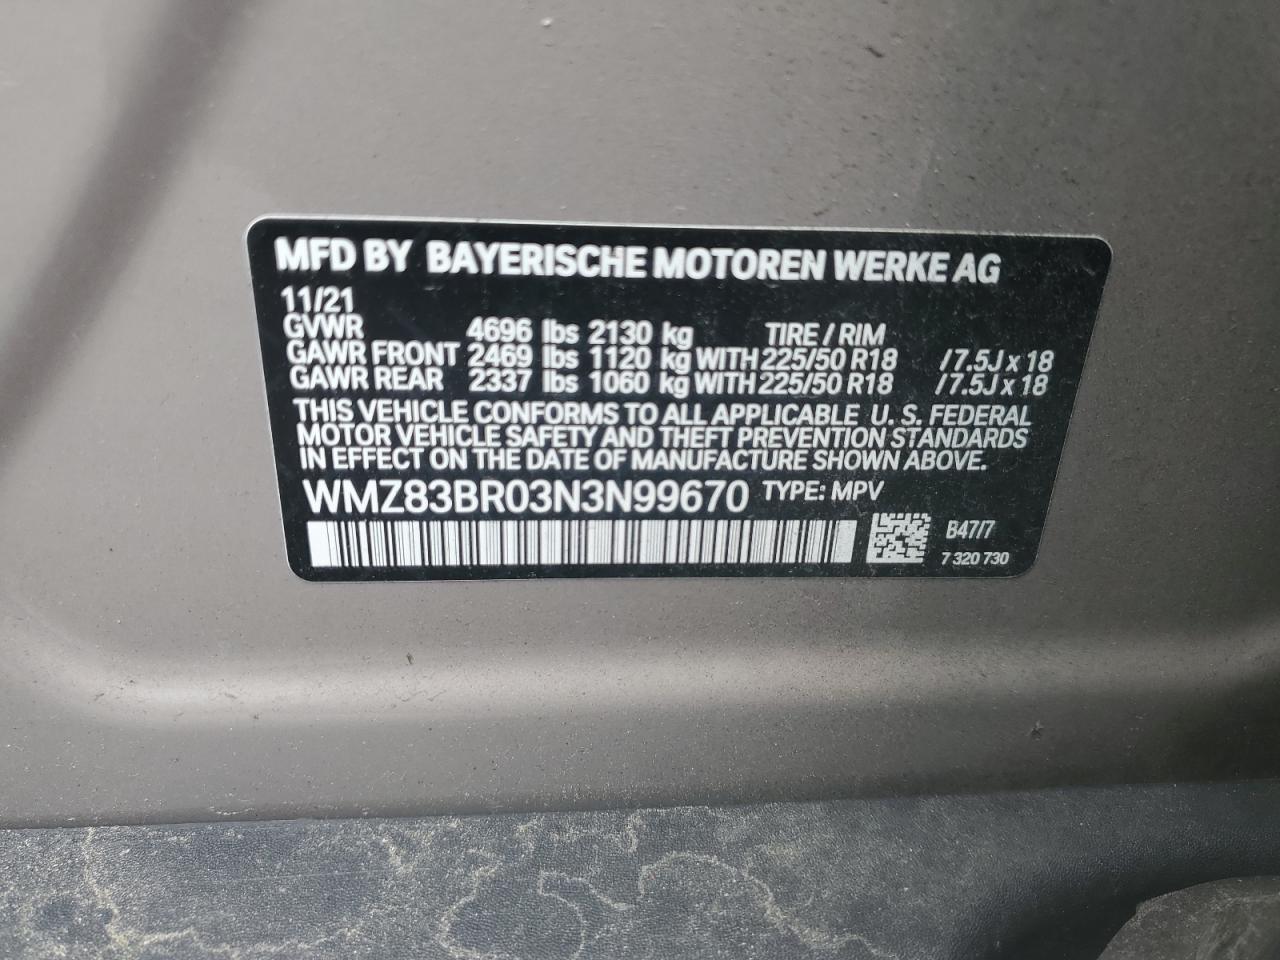 MFD BY BAYERISCHE MOTOREN WERKE AG
11/21
GVWR 4696 lbs 2130 kg TIRE / RIM
GAWR FRONT 2469 lbs 1120 kg WITH 225/50 R18 /7.5J x 18
GAWR REAR 2337 lbs 1060 kg WITH 225/50 R18 /7.5J x 18
THIS VEHICLE CONFORMS TO ALL APPLICABLE U. S. FEDERAL
MOTOR VEHICLE SAFETY AND THEFT PREVENTION STANDARDS
IN EFFECT ON THE DATE OF MANUFACTURE SHOWN ABOVE.
WMZ83BR03N3N99670 TYPE: MPV
B47/7
7 320 730